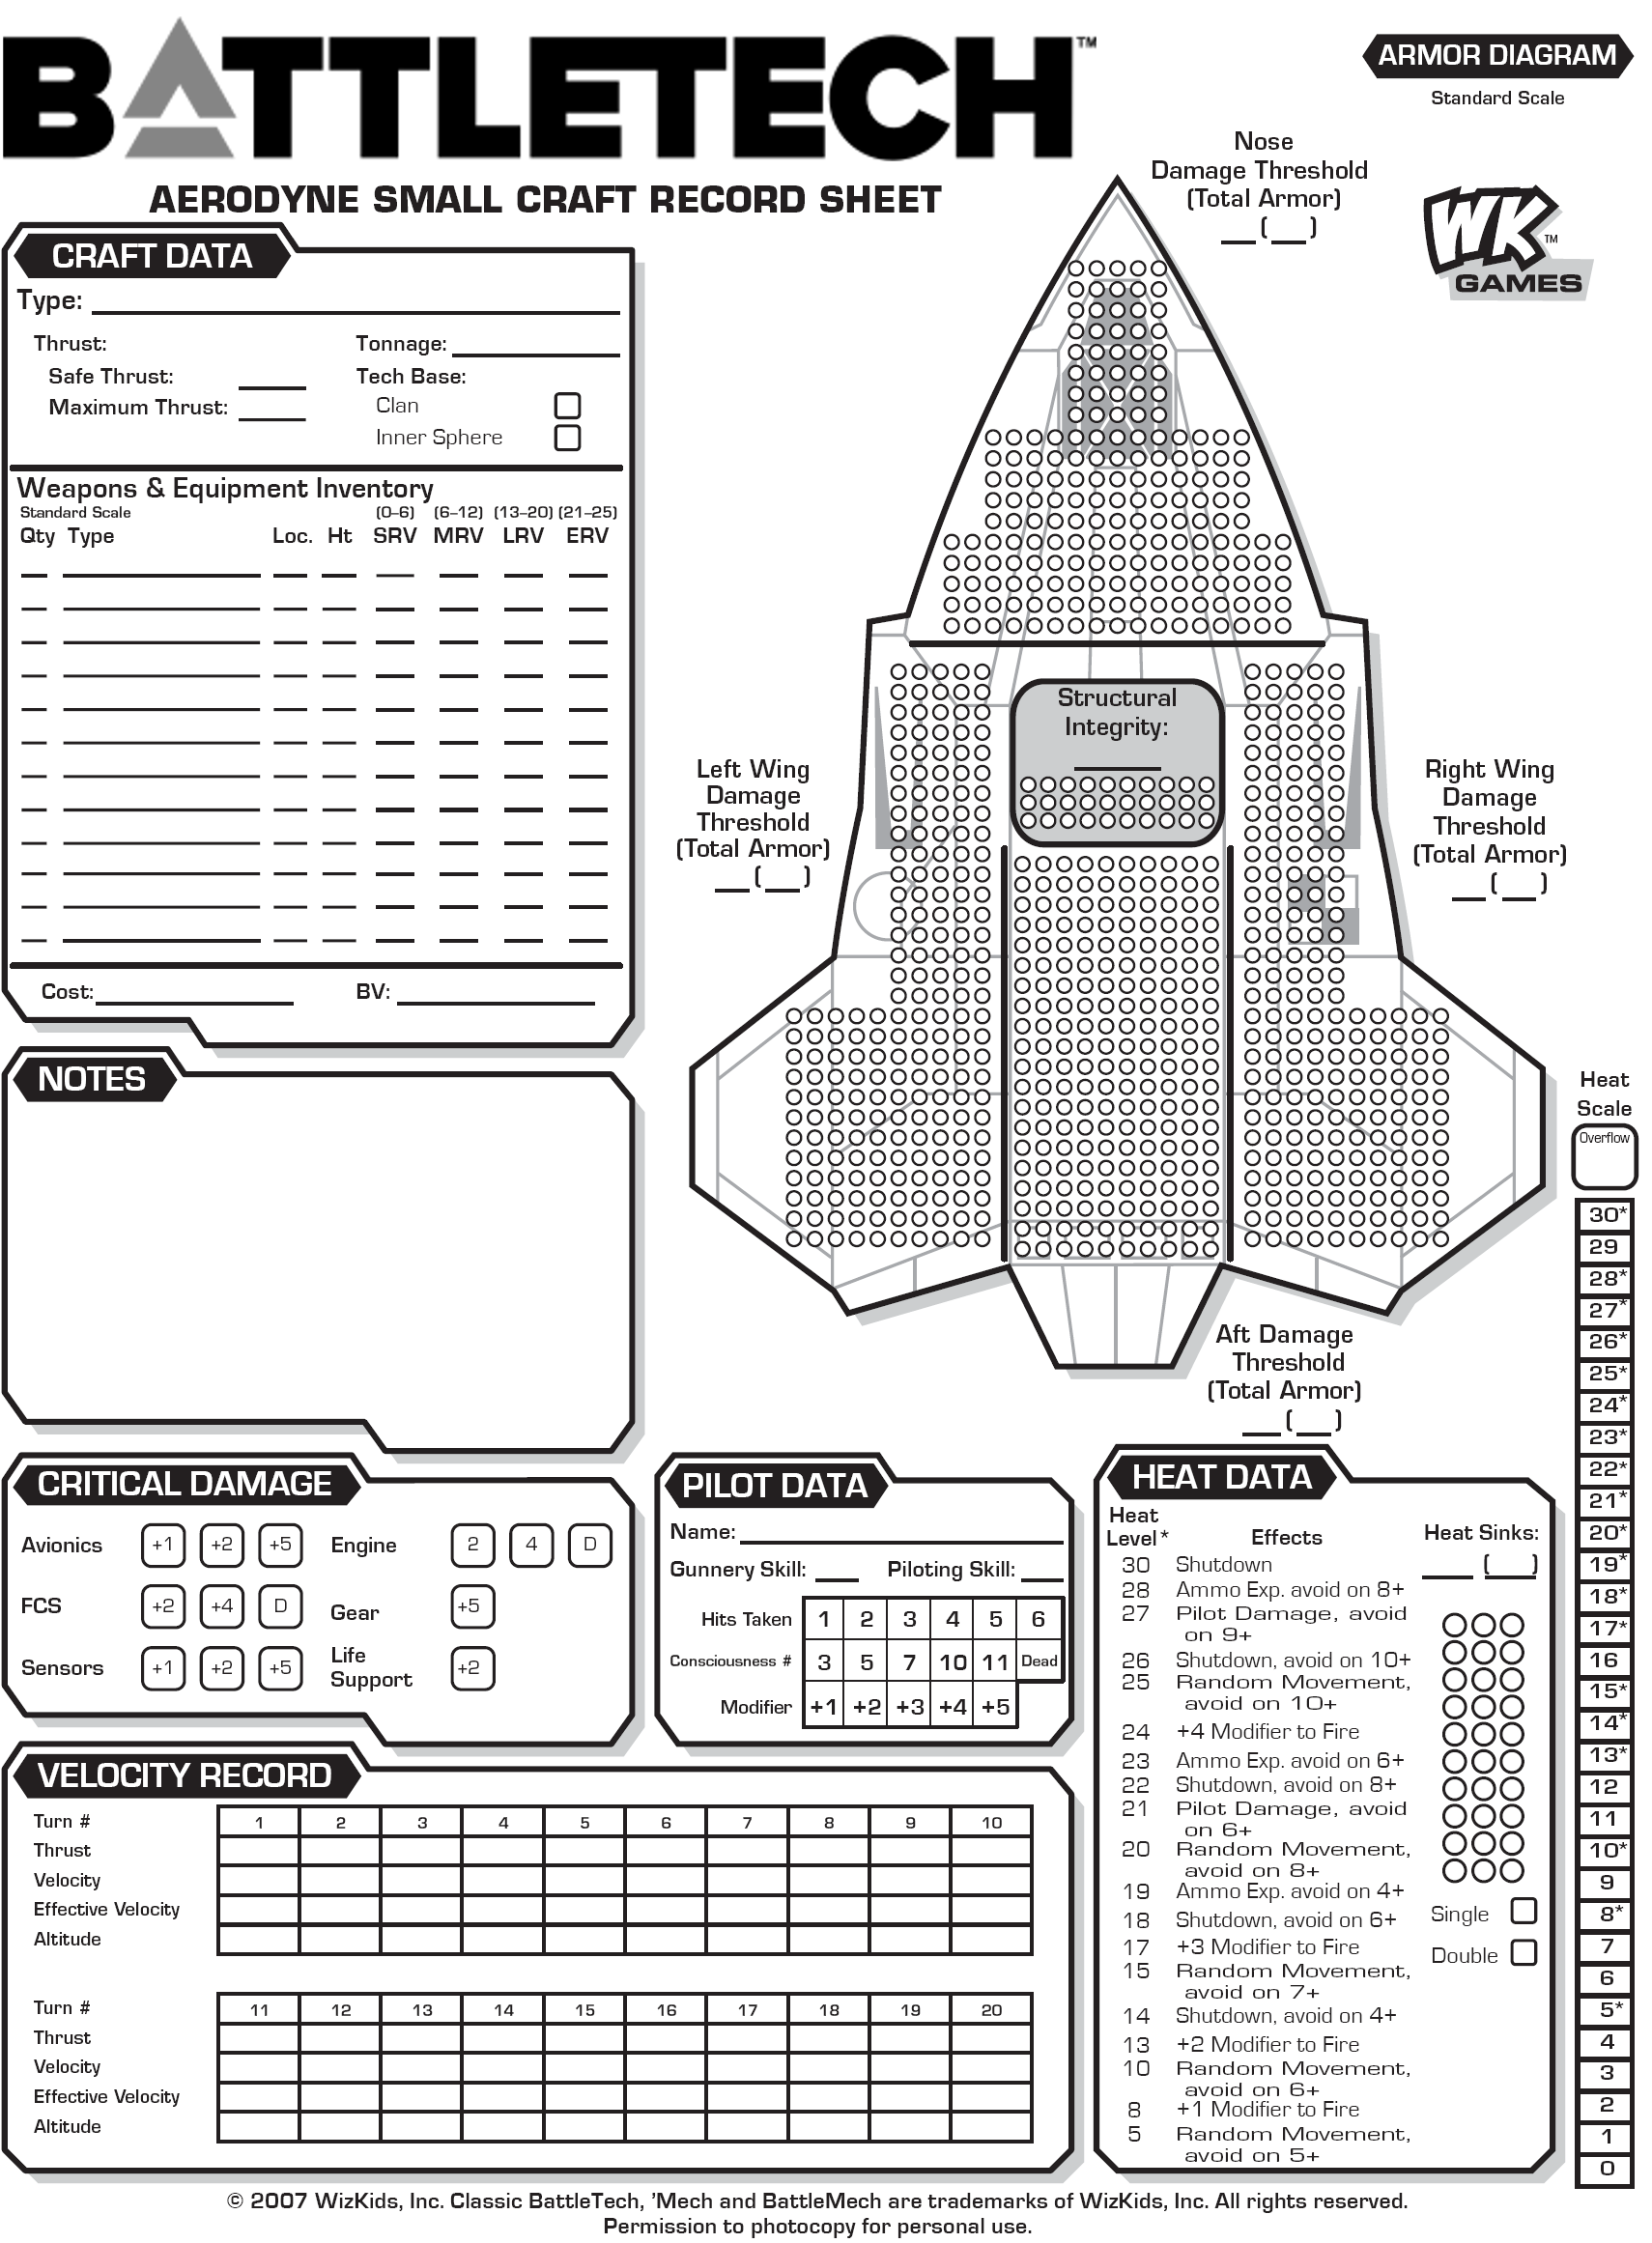 BATTLETECH™
AERODYNE SMALL CRAFT RECORD SHEET
ARMOR DIAGRAM
Standard Scale
WK™
GAMES
Nose
Damage Threshold
(Total Armor)
( )
CRAFT DATA
Type:
Thrust: Tonnage:
Safe Thrust: Tech Base:
Maximum Thrust: Clan
Inner Sphere
Weapons & Equipment Inventory
Standard Scale (0–6) (6–12) (13–20) (21–25)
Qty Type Loc. Ht SRV MRV LRV ERV
Cost: BV:
Structural
Integrity:
Left Wing
Damage
Threshold
(Total Armor)
( )
Right Wing
Damage
Threshold
(Total Armor)
( )
Aft Damage
Threshold
(Total Armor)
( )
NOTES
CRITICAL DAMAGE
Avionics +1 +2 +5 Engine 2 4 D
FCS +2 +4 D Gear +5
Sensors +1 +2 +5 Life Support +2
PILOT DATA
Name:
Gunnery Skill: Piloting Skill:
Hits Taken 1 2 3 4 5 6
Consciousness # 3 5 7 10 11 Dead
Modifier +1 +2 +3 +4 +5
VELOCITY RECORD
Turn # 1 2 3 4 5 6 7 8 9 10
Thrust
Velocity
Effective Velocity
Altitude
Turn # 11 12 13 14 15 16 17 18 19 20
Thrust
Velocity
Effective Velocity
Altitude
HEAT DATA
Heat
Level* Effects Heat Sinks:
30 Shutdown ( )
28 Ammo Exp. avoid on 8+
27 Pilot Damage, avoid
on 9+
26 Shutdown, avoid on 10+
25 Random Movement,
avoid on 10+
24 +4 Modifier to Fire
23 Ammo Exp. avoid on 6+
22 Shutdown, avoid on 8+
21 Pilot Damage, avoid
on 6+
20 Random Movement,
avoid on 8+
19 Ammo Exp. avoid on 4+
18 Shutdown, avoid on 6+
17 +3 Modifier to Fire
15 Random Movement,
avoid on 7+
14 Shutdown, avoid on 4+
13 +2 Modifier to Fire
10 Random Movement,
avoid on 6+
8 +1 Modifier to Fire
5 Random Movement,
avoid on 5+
Single
Double
Heat
Scale
Overflow
30*
29
28*
27*
26*
25*
24*
23*
22*
21*
20*
19*
18*
17*
16
15*
14*
13*
12
11
10*
9
8*
7
6
5*
4
3
2
1
0
© 2007 WizKids, Inc. Classic BattleTech, ’Mech and BattleMech are trademarks of WizKids, Inc. All rights reserved.
Permission to photocopy for personal use.